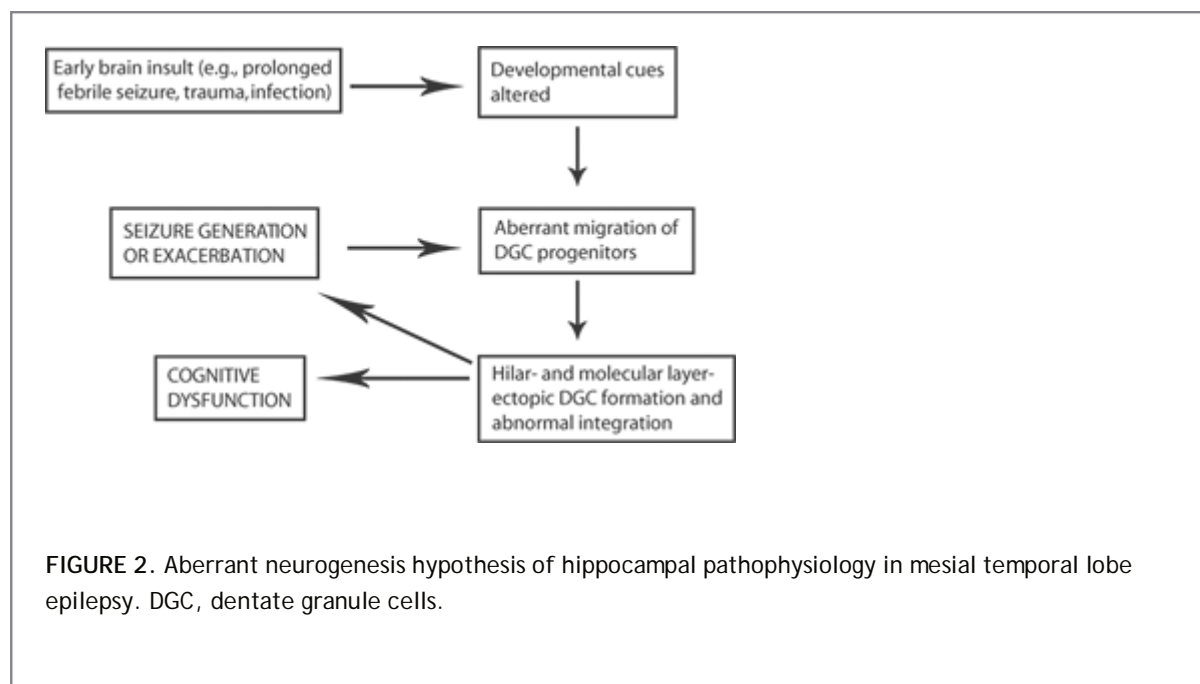 Early brain insult (e.g., prolonged
febrile seizure, trauma,infection)
Developmental cues
altered
SEIZURE GENERATION
OR EXACERBATION
Aberrant migration of
DGC progenitors
COGNITIVE
DYSFUNCTION
Hilar- and molecular layer-
ectopic DGC formation and
abnormal integration
FIGURE 2. Aberrant neurogenesis hypothesis of hippocampal pathophysiology in mesial temporal lobe
epilepsy. DGC, dentate granule cells.